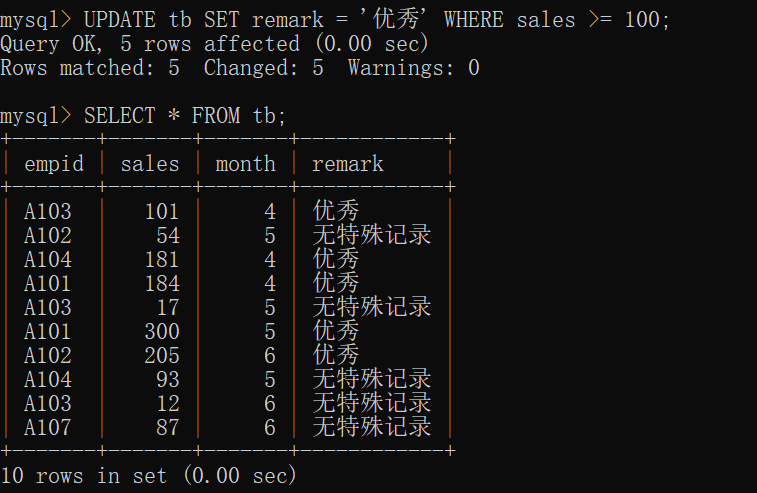 mysql> UPDATE tb SET remark = '优秀' WHERE sales >= 100;
Query OK, 5 rows affected (0.00 sec)
Rows matched: 5  Changed: 5  Warnings: 0
mysql> SELECT * FROM tb;
+-------+-------+-------+------------+
| empid | sales | month | remark     |
+-------+-------+-------+------------+
| A103  |   101 |     4 | 优秀       |
| A102  |    54 |     5 | 无特殊记录 |
| A104  |   181 |     4 | 优秀       |
| A101  |   184 |     4 | 优秀       |
| A103  |    17 |     5 | 无特殊记录 |
| A101  |   300 |     5 | 优秀       |
| A102  |   205 |     6 | 优秀       |
| A104  |    93 |     5 | 无特殊记录 |
| A103  |    12 |     6 | 无特殊记录 |
| A107  |    87 |     6 | 无特殊记录 |
+-------+-------+-------+------------+
10 rows in set (0.00 sec)